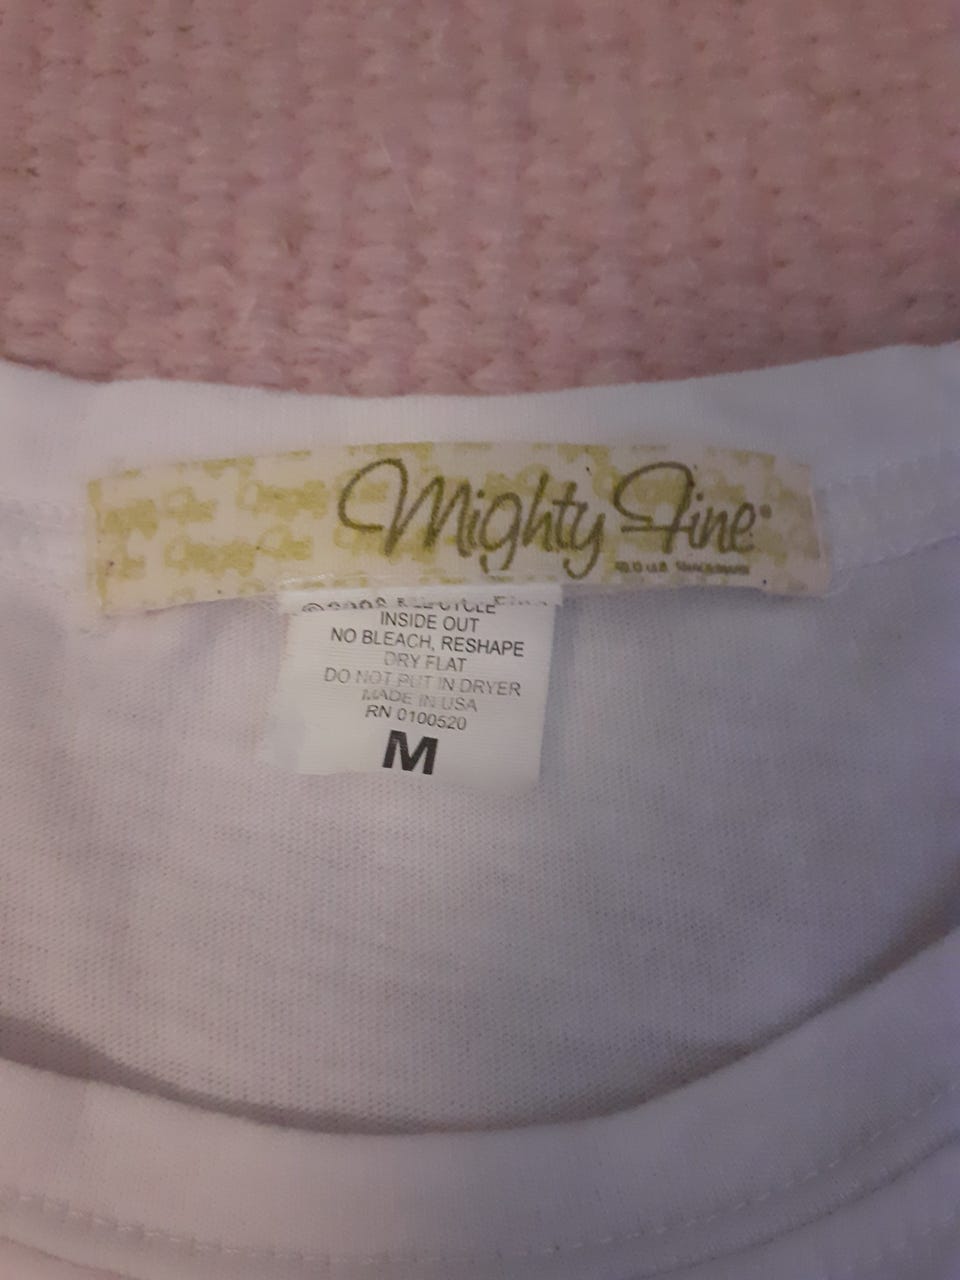 Mighty Fine®
INSIDE OUT
NO BLEACH, RESHAPE
DRY FLAT
DO NOT PUT IN DRYER
MADE IN USA
RN 0100520
M